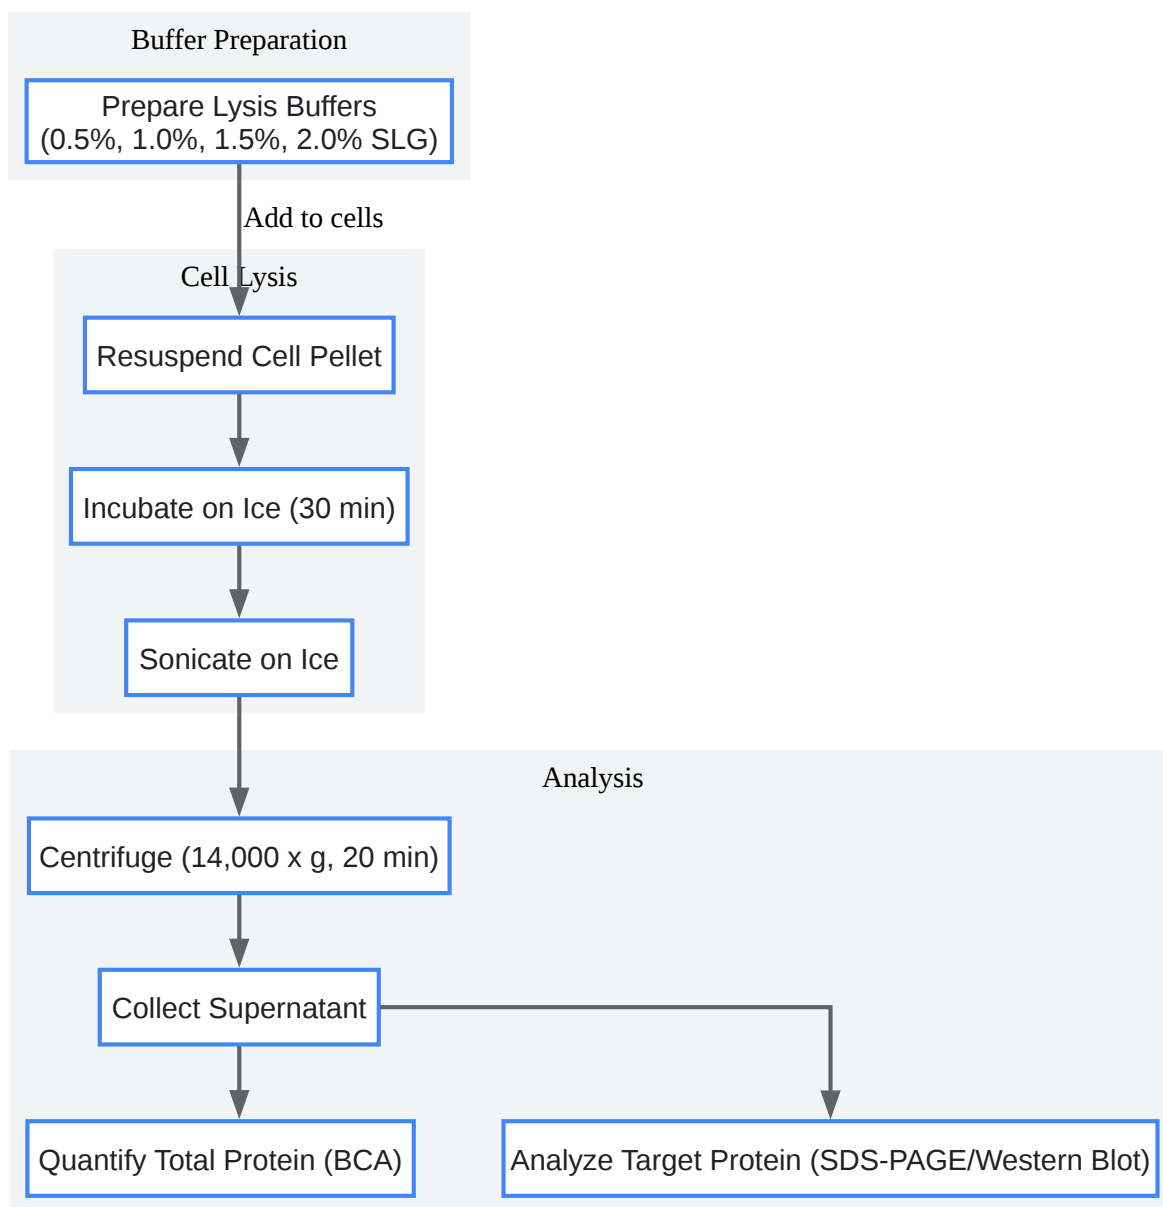 Buffer Preparation
Prepare Lysis Buffers
(0.5%, 1.0%, 1.5%, 2.0% SLG)
Add to cells
Cell Lysis
Resuspend Cell Pellet
Incubate on Ice (30 min)
Sonicate on Ice
Analysis
Centrifuge (14,000 x g, 20 min)
Collect Supernatant
Quantify Total Protein (BCA)
Analyze Target Protein (SDS-PAGE/Western Blot)